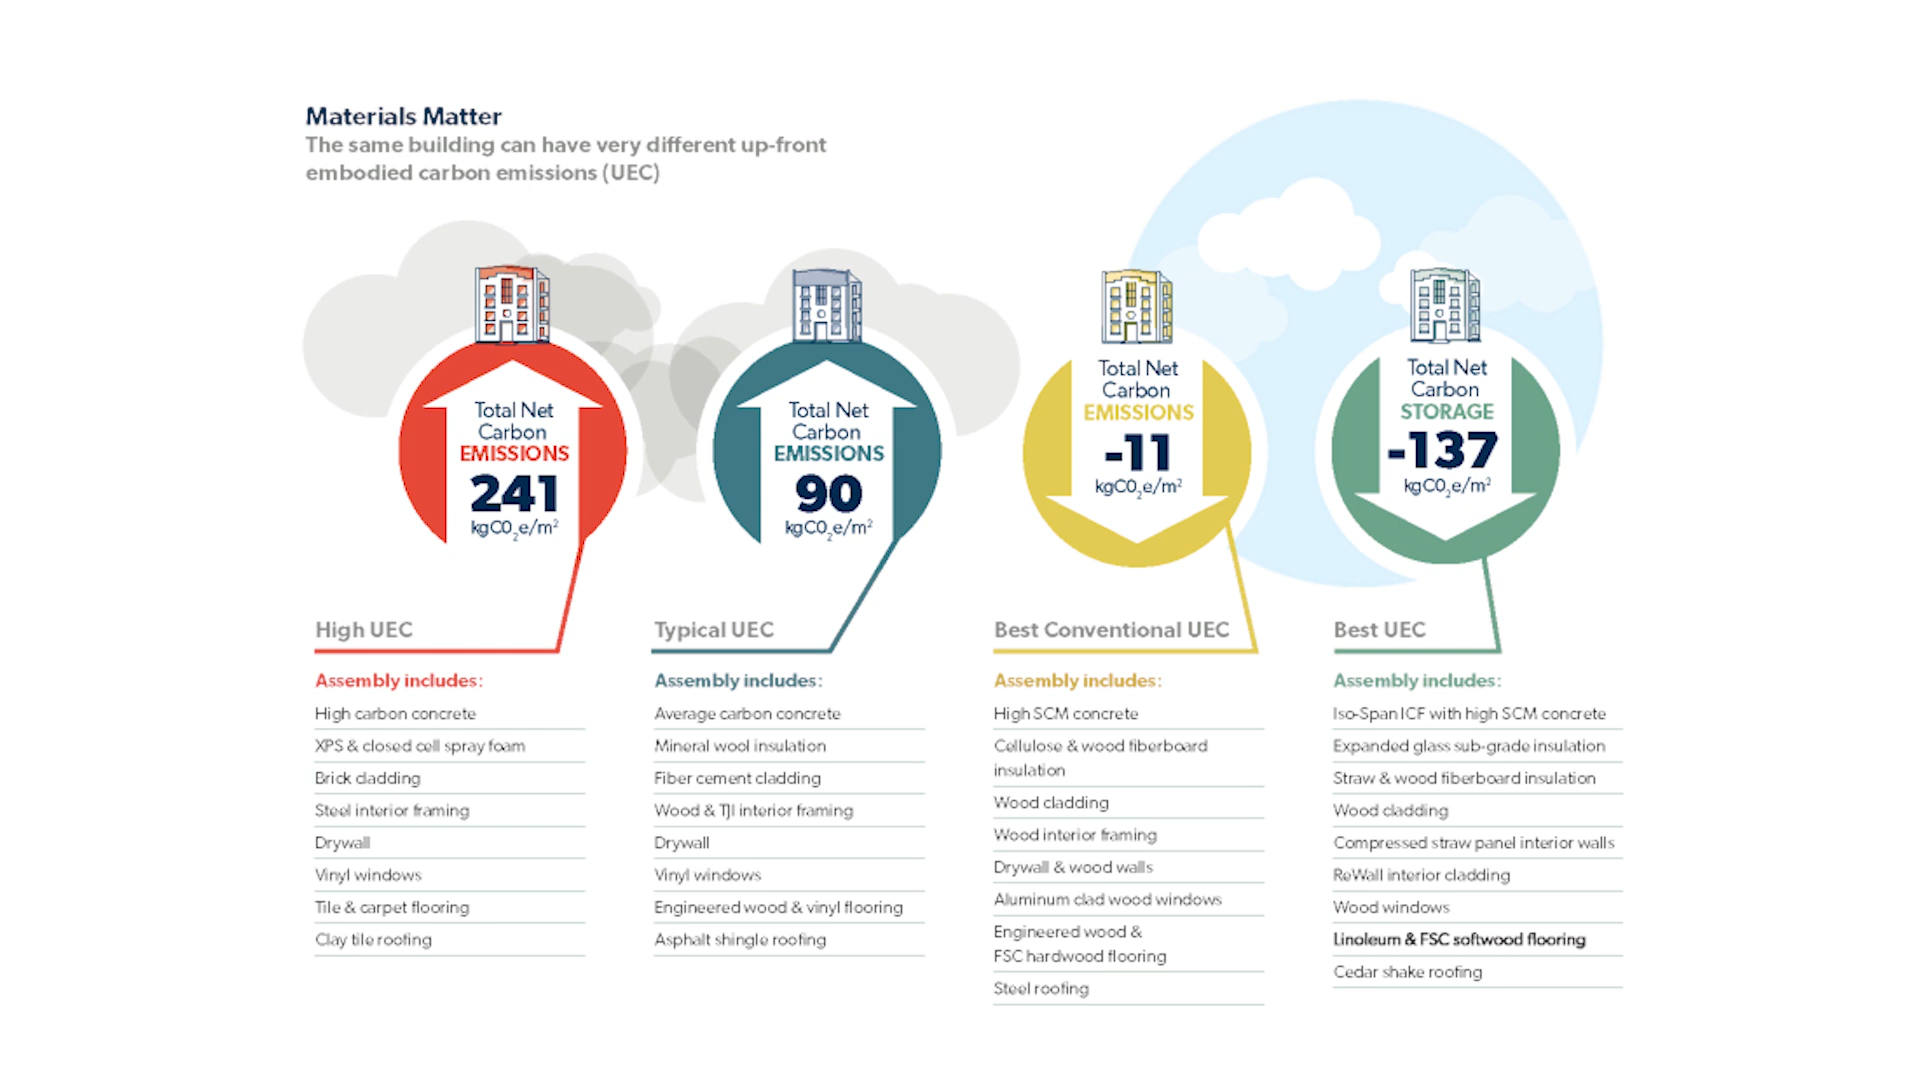 Materials Matter
The same building can have very different up-front
embodied carbon emissions (UEC)
Total Net
Carbon
EMISSIONS
241
kgCO₂e/m²
Total Net
Carbon
EMISSIONS
90
kgCO₂e/m²
Total Net
Carbon
EMISSIONS
-11
kgCO₂e/m²
Total Net
Carbon
STORAGE
-137
kgCO₂e/m²
High UEC
Assembly includes:
High carbon concrete
XPS & closed cell spray foam
Brick cladding
Steel interior framing
Drywall
Vinyl windows
Tile & carpet flooring
Clay tile roofing
Typical UEC
Assembly includes:
Average carbon concrete
Mineral wool insulation
Fiber cement cladding
Wood & TJI interior framing
Drywall
Vinyl windows
Engineered wood & vinyl flooring
Asphalt shingle roofing
Best Conventional UEC
Assembly includes:
High SCM concrete
Cellulose & wood fiberboard
insulation
Wood cladding
Wood interior framing
Drywall & wood walls
Aluminum clad wood windows
Engineered wood &
FSC hardwood flooring
Steel roofing
Best UEC
Assembly includes:
Iso-Span ICF with high SCM concrete
Expanded glass sub-grade insulation
Straw & wood fiberboard insulation
Wood cladding
Compressed straw panel interior walls
ReWall interior cladding
Wood windows
Linoleum & FSC softwood flooring
Cedar shake roofing